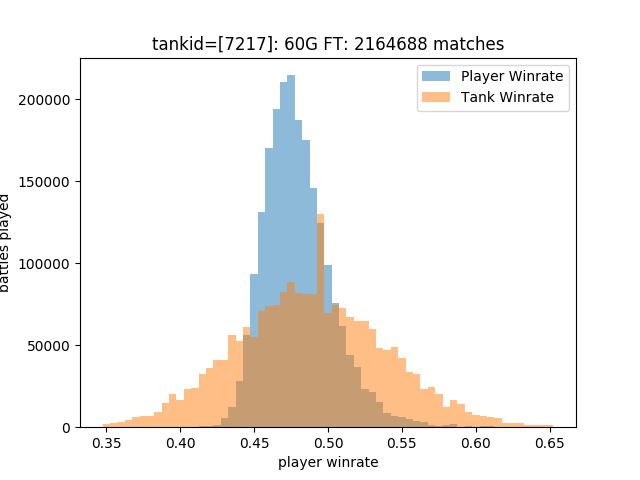 tankid=[7217]: 60G FT: 2164688 matches
Player Winrate
Tank Winrate
200000
150000
100000
50000
0
battles played
0.35 0.40 0.45 0.50 0.55 0.60 0.65
player winrate